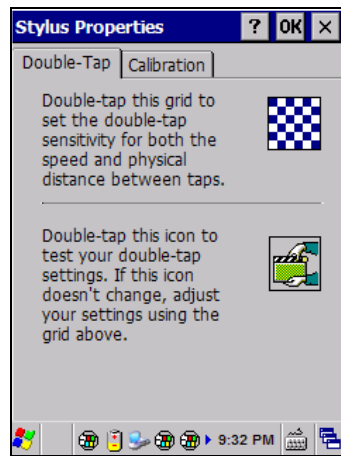 Stylus Properties ? OK ×
Double-Tap Calibration
Double-tap this grid to
set the double-tap
sensitivity for both the
speed and physical
distance between taps.
Double-tap this icon to
test your double-tap
settings. If this icon
doesn't change, adjust
your settings using the
grid above.
9:32 PM